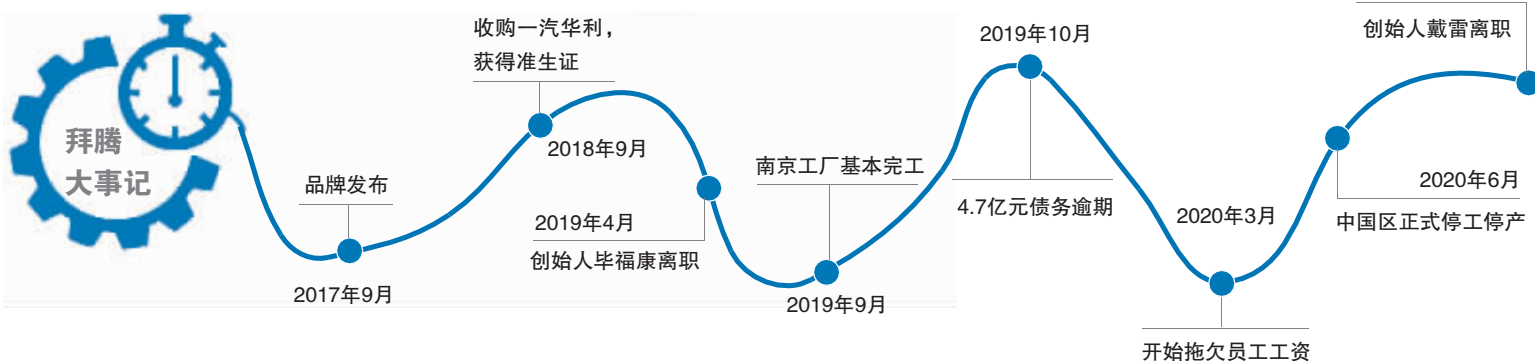 拜腾
大事记
品牌发布
2017年9月
收购一汽华利,
获得准生证
2018年9月
2019年4月
创始人毕福康离职
南京工厂基本完工
2019年9月
2019年10月
4.7亿元债务逾期
2020年3月
开始拖欠员工工资
2020年6月
中国区正式停工停产
创始人戴雷离职